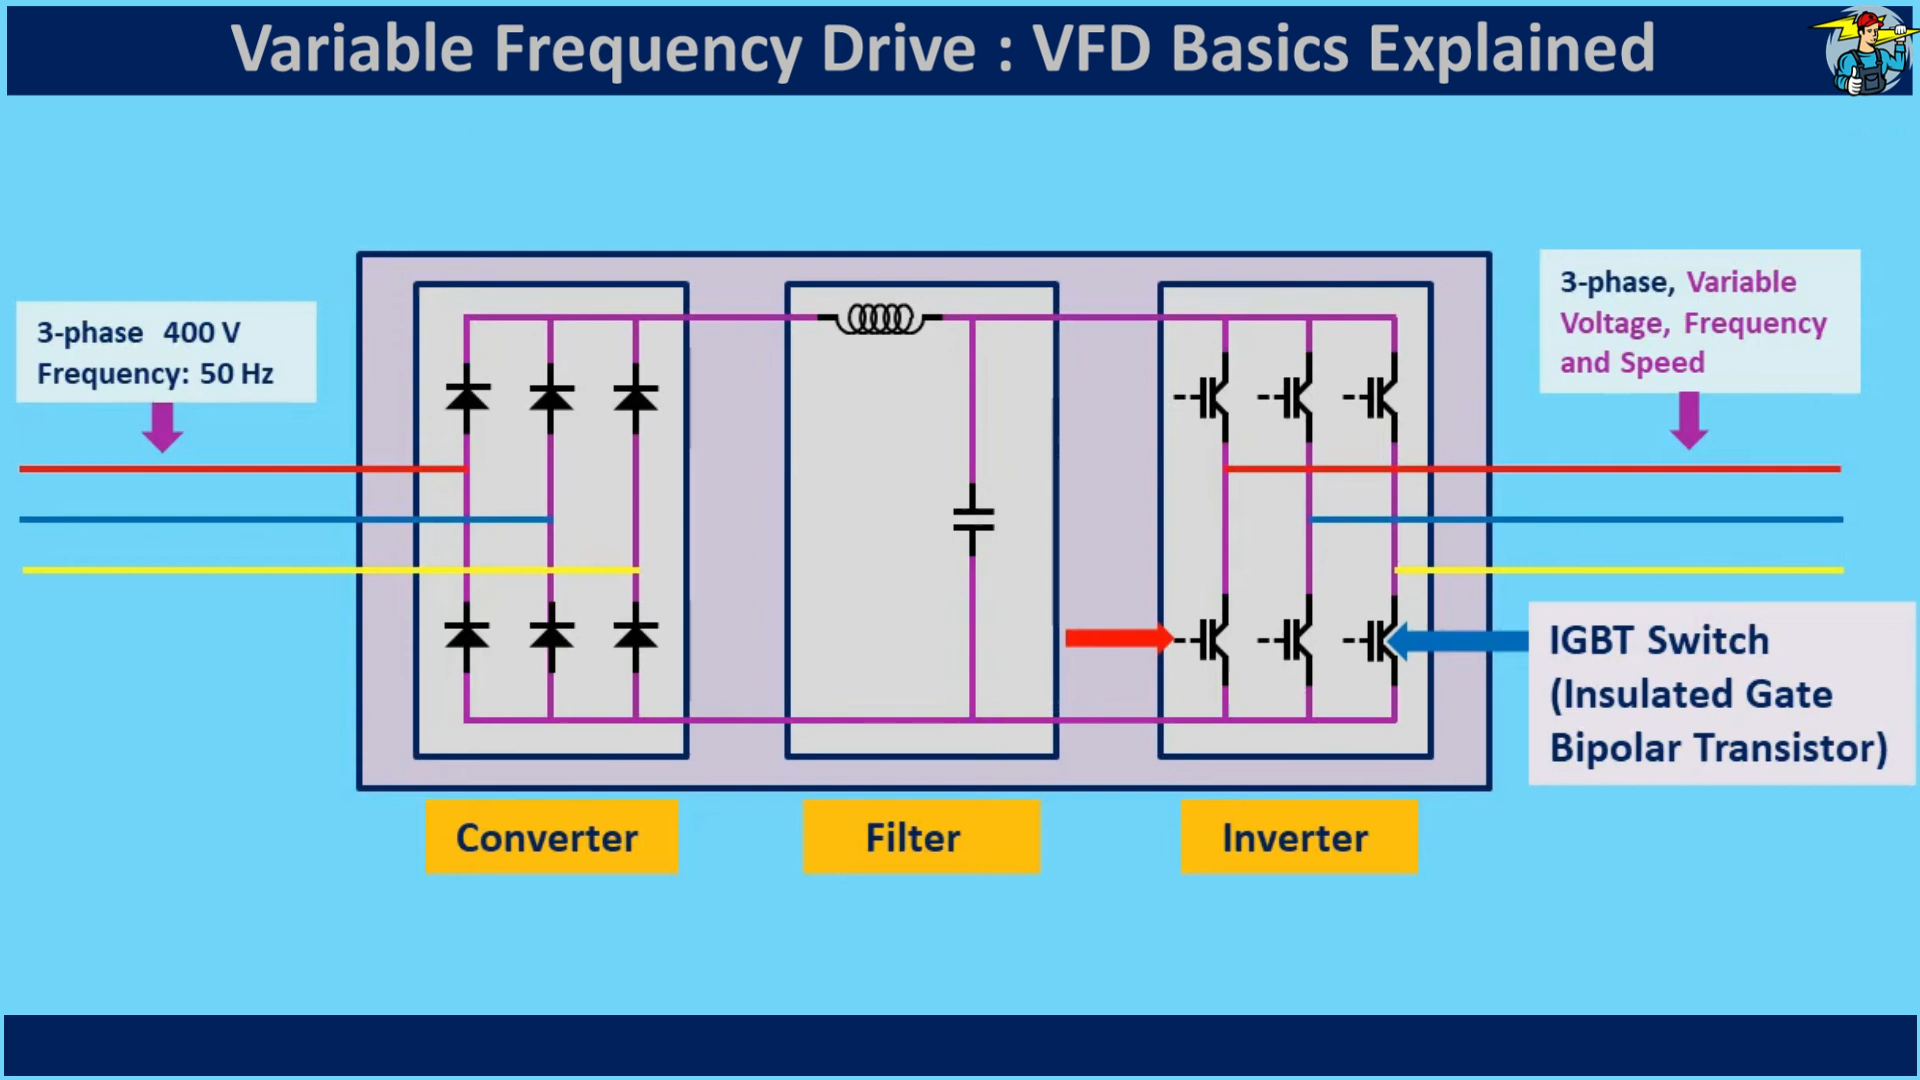 Variable Frequency Drive : VFD Basics Explained
3-phase 400 V
Frequency: 50 Hz
3-phase, Variable
Voltage, Frequency
and Speed
IGBT Switch
(Insulated Gate
Bipolar Transistor)
Converter
Filter
Inverter